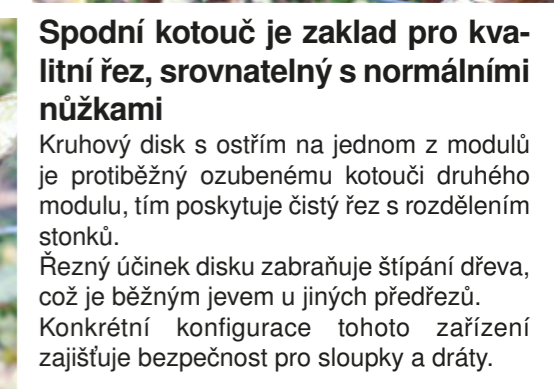 Spodní kotouč je zaklad pro kva-
litní řez, srovnatelný s normálními
nůžkami
Kruhový disk s ostřím na jednom z modulů
je protiběžný ozubenému kotouči druhého
modulu, tím poskytuje čistý řez s rozdělením
stonků.
Řezný účinek disku zabraňuje štípání dřeva,
což je běžným jevem u jiných předřezů.
Konkrétní konfigurace tohoto zařízení
zajišťuje bezpečnost pro sloupky a dráty.